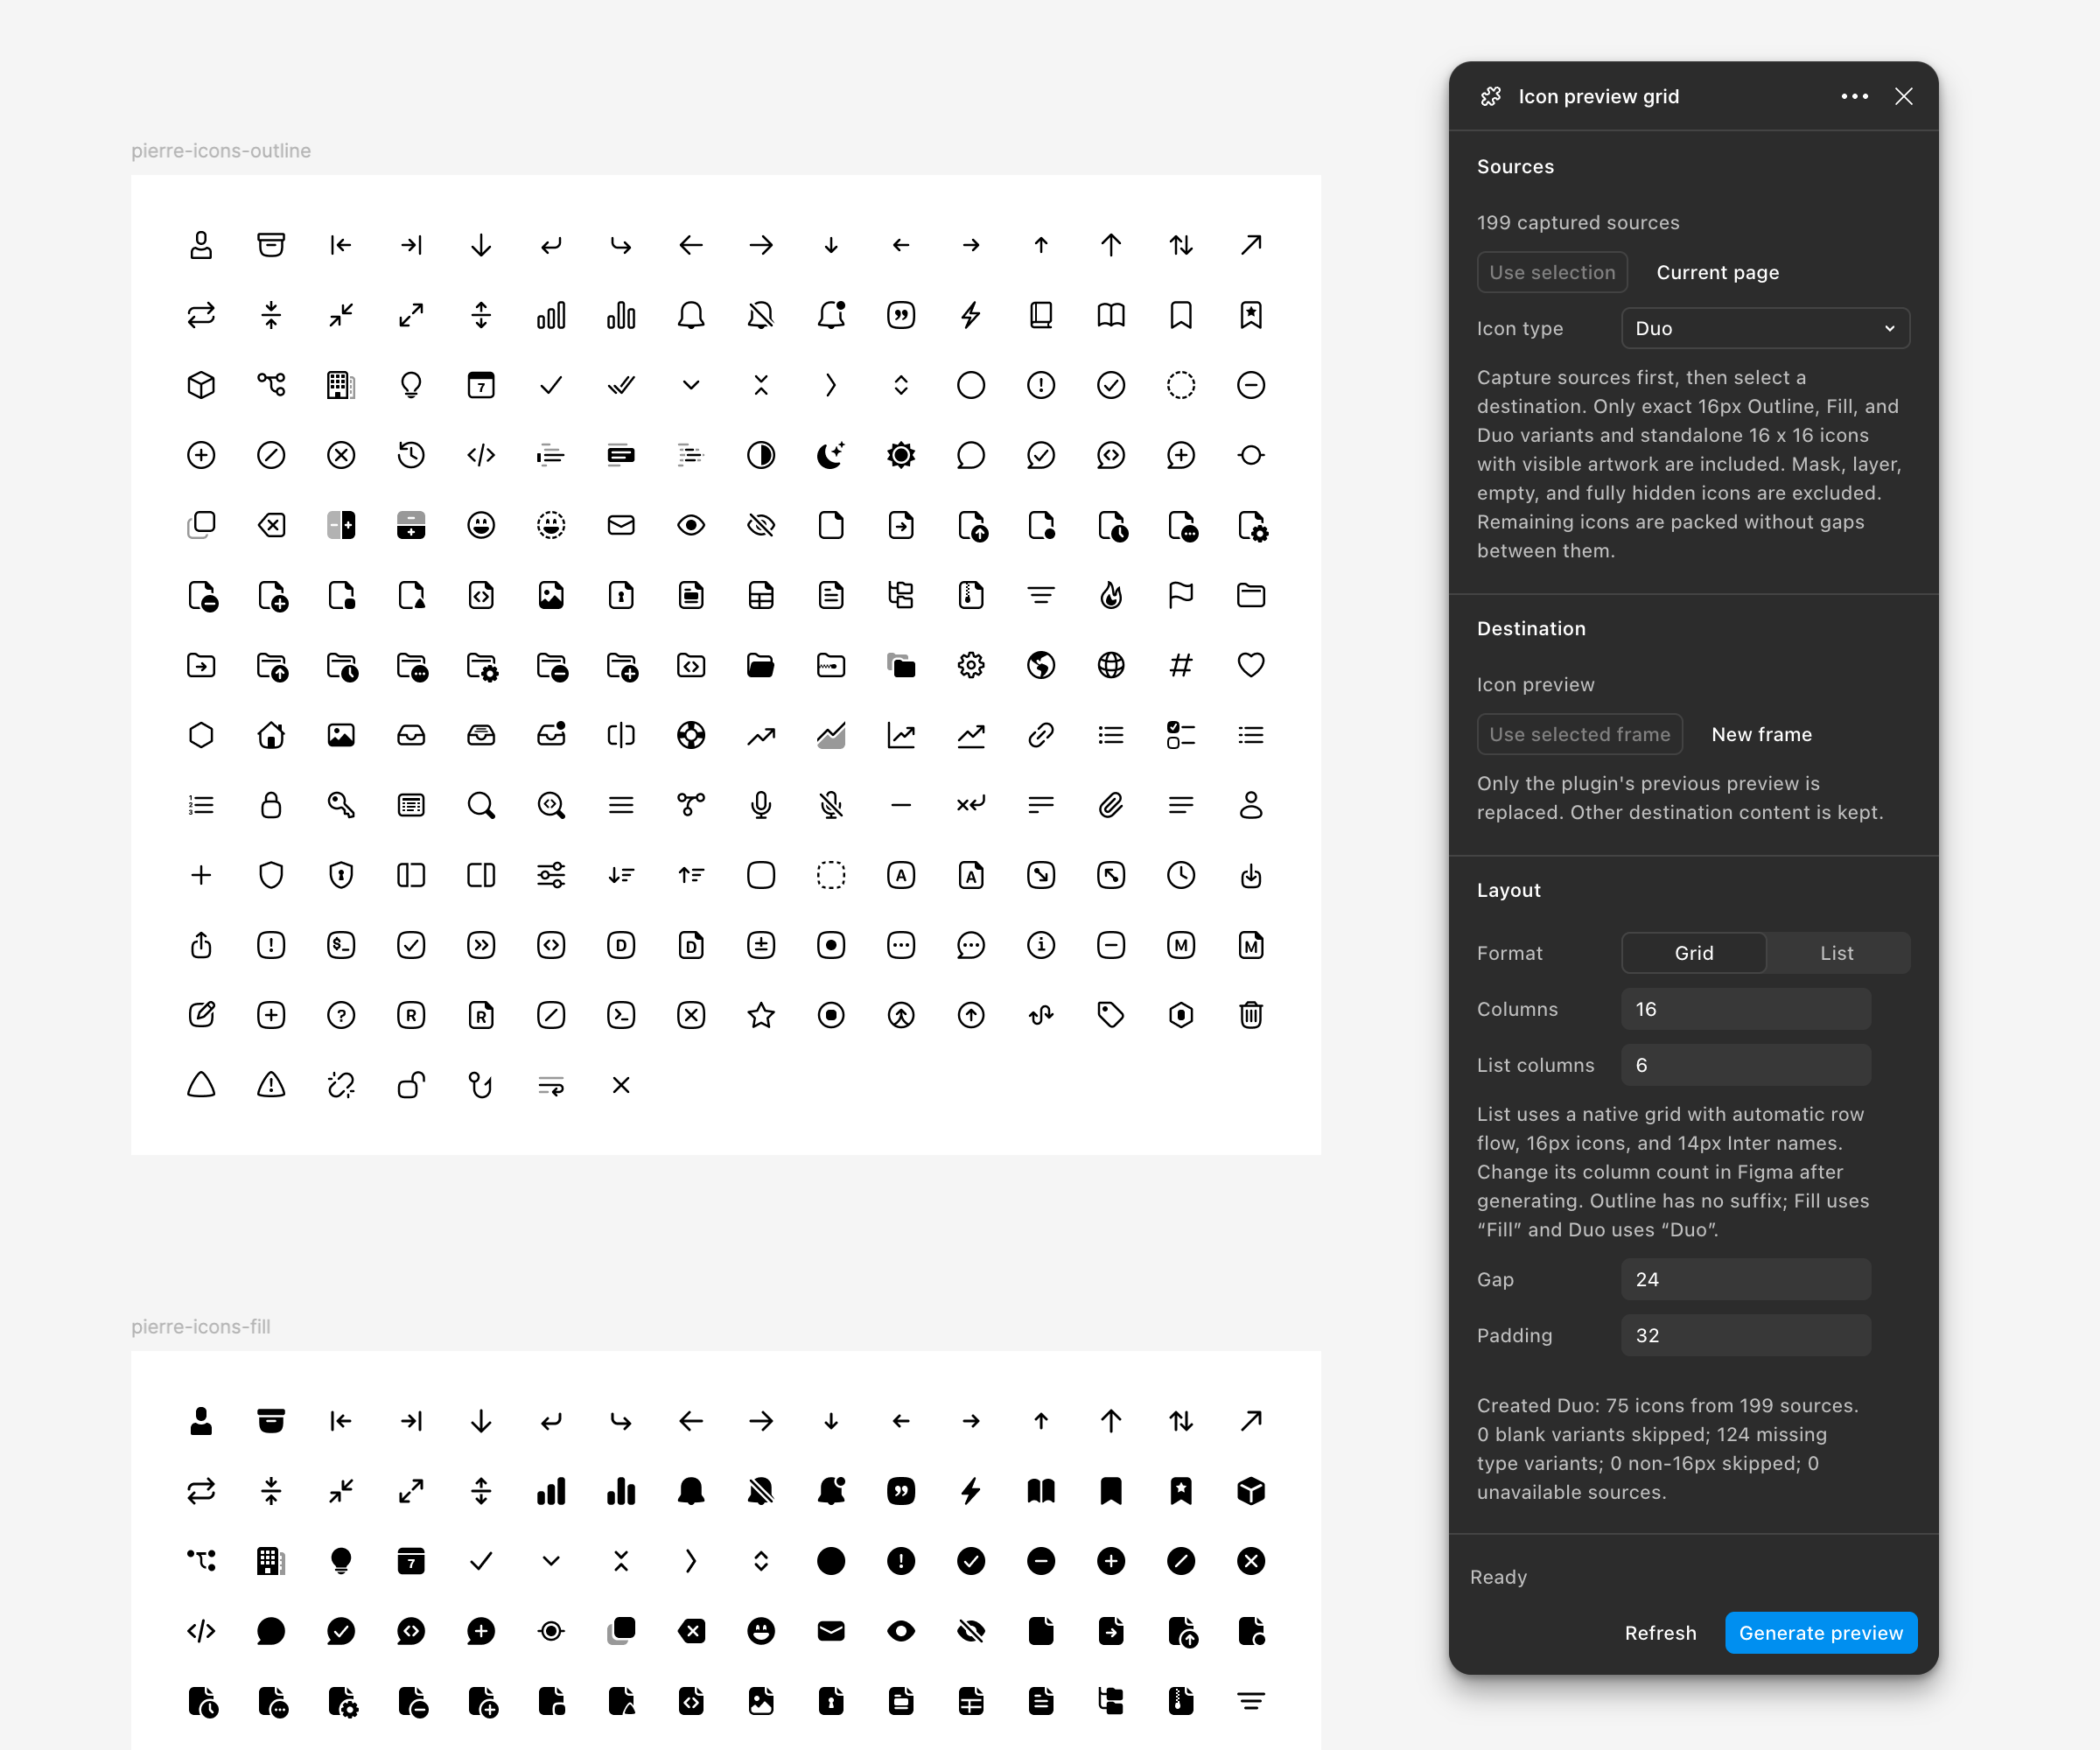 pierre-icons-outline
Icon preview grid
Sources
199 captured sources
Use selection
Current page
Icon type
Duo
Capture sources first, then select a
destination. Only exact 16px Outline, Fill, and
Duo variants and standalone 16 x 16 icons
with visible artwork are included. Mask, layer,
empty, and fully hidden icons are excluded.
Remaining icons are packed without gaps
between them.
Destination
Icon preview
Use selected frame
New frame
Only the plugin's previous preview is
replaced. Other destination content is kept.
Layout
Format
Grid
List
Columns
16
List columns
6
List uses a native grid with automatic row
flow, 16px icons, and 14px Inter names.
Change its column count in Figma after
generating. Outline has no suffix; Fill uses
“Fill” and Duo uses “Duo”.
Gap
24
Padding
32
Created Duo: 75 icons from 199 sources.
0 blank variants skipped; 124 missing
type variants; 0 non-16px skipped; 0
unavailable sources.
Ready
Refresh
Generate preview
pierre-icons-fill